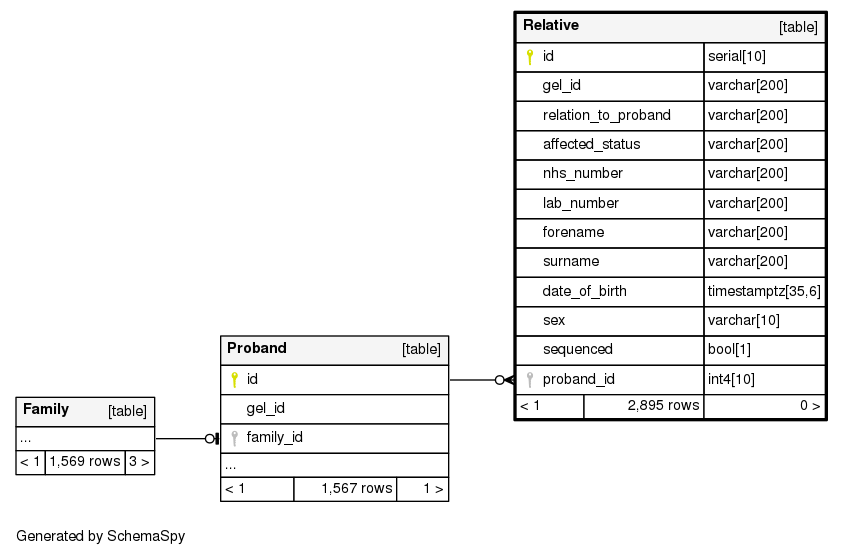 Relative [table]
id serial[10]
gel_id varchar[200]
relation_to_proband varchar[200]
affected_status varchar[200]
nhs_number varchar[200]
lab_number varchar[200]
forename varchar[200]
surname varchar[200]
date_of_birth timestamptz[35,6]
sex varchar[10]
sequenced bool[1]
proband_id int4[10]
< 1 2,895 rows 0 >
Proband [table]
id
gel_id
family_id
...
< 1 1,567 rows 1 >
Family [table]
...
< 1 1,569 rows 3 >
Generated by SchemaSpy